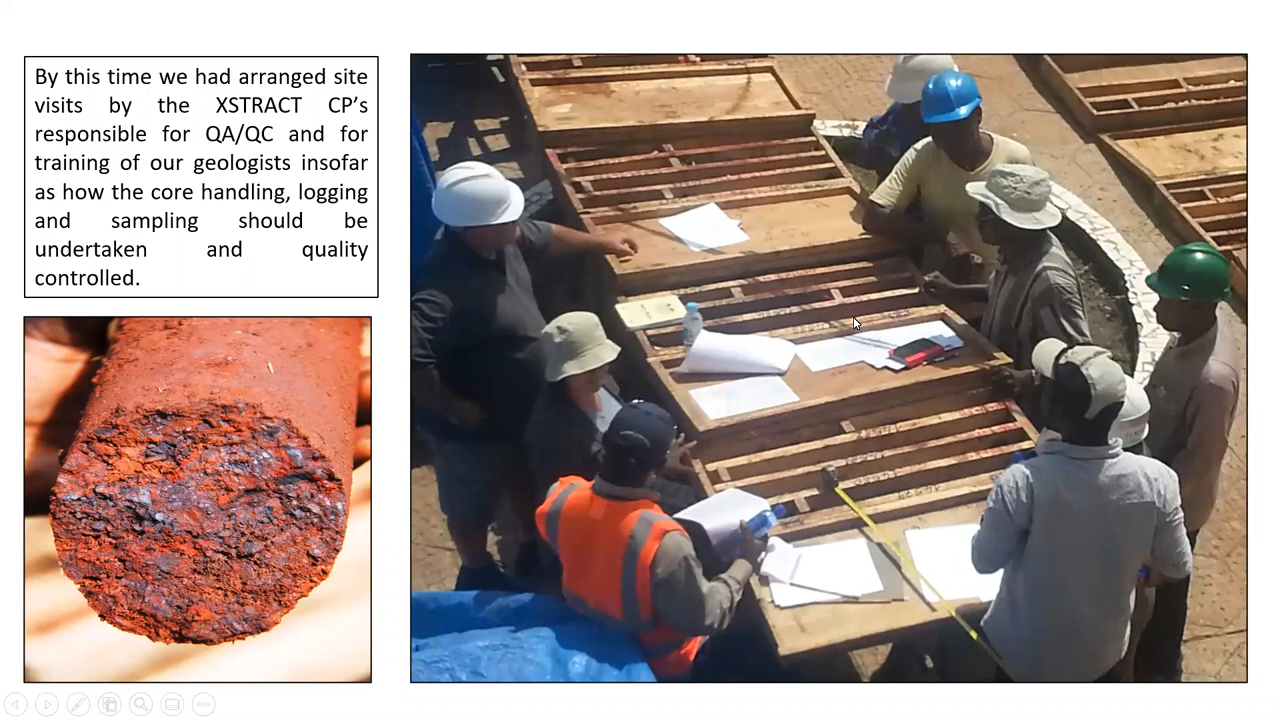 By this time we had arranged site
visits by the XSTRACT CP's
responsible for QA/QC and for
training of our geologists insofar
as how the core handling, logging
and sampling should be
undertaken and quality
controlled.